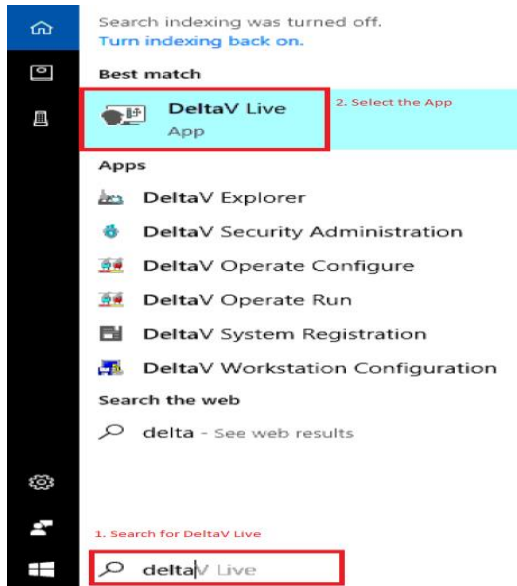 Search indexing was turned off.
Turn indexing back on.
Best match
DeltaV Live
App
2. Select the App
Apps
DeltaV Explorer
DeltaV Security Administration
DeltaV Operate Configure
DeltaV Operate Run
DeltaV System Registration
DeltaV Workstation Configuration
Search the web
delta - See web results
1. Search for DeltaV Live
deltaV Live